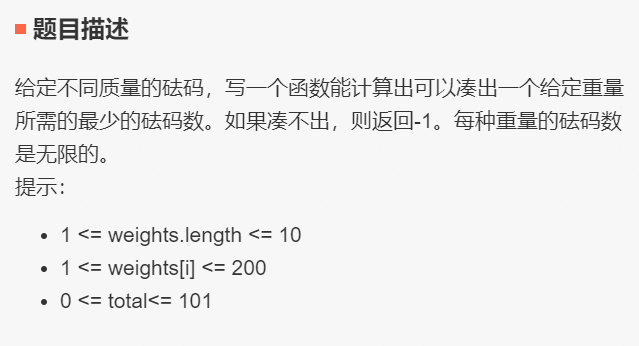 题目描述
给定不同质量的砝码，写一个函数能计算出可以凑出一个给定重量
所需的最少的砝码数。如果凑不出，则返回-1。每种重量的砝码数
是无限的。
提示：
• 1 <= weights.length <= 10
• 1 <= weights[i] <= 200
• 0 <= total<= 101